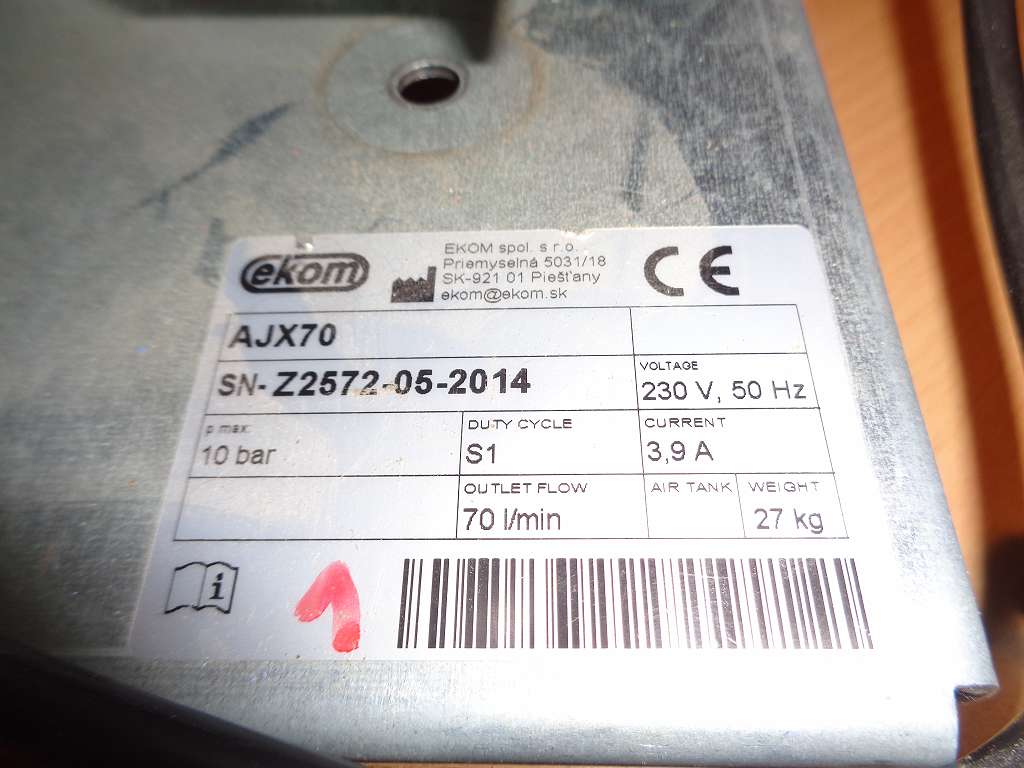 ekom
EKOM spol. s r.o.
Priemyselná 5031/18
SK-921 01 Piešťany
ekom@ekom.sk
CE
AJX70
SN- Z2572-05-2014
VOLTAGE
230 V, 50 Hz
p max:
10 bar
DUTY CYCLE
S1
CURRENT
3,9 A
OUTLET FLOW
70 l/min
AIR TANK
WEIGHT
27 kg
i
1